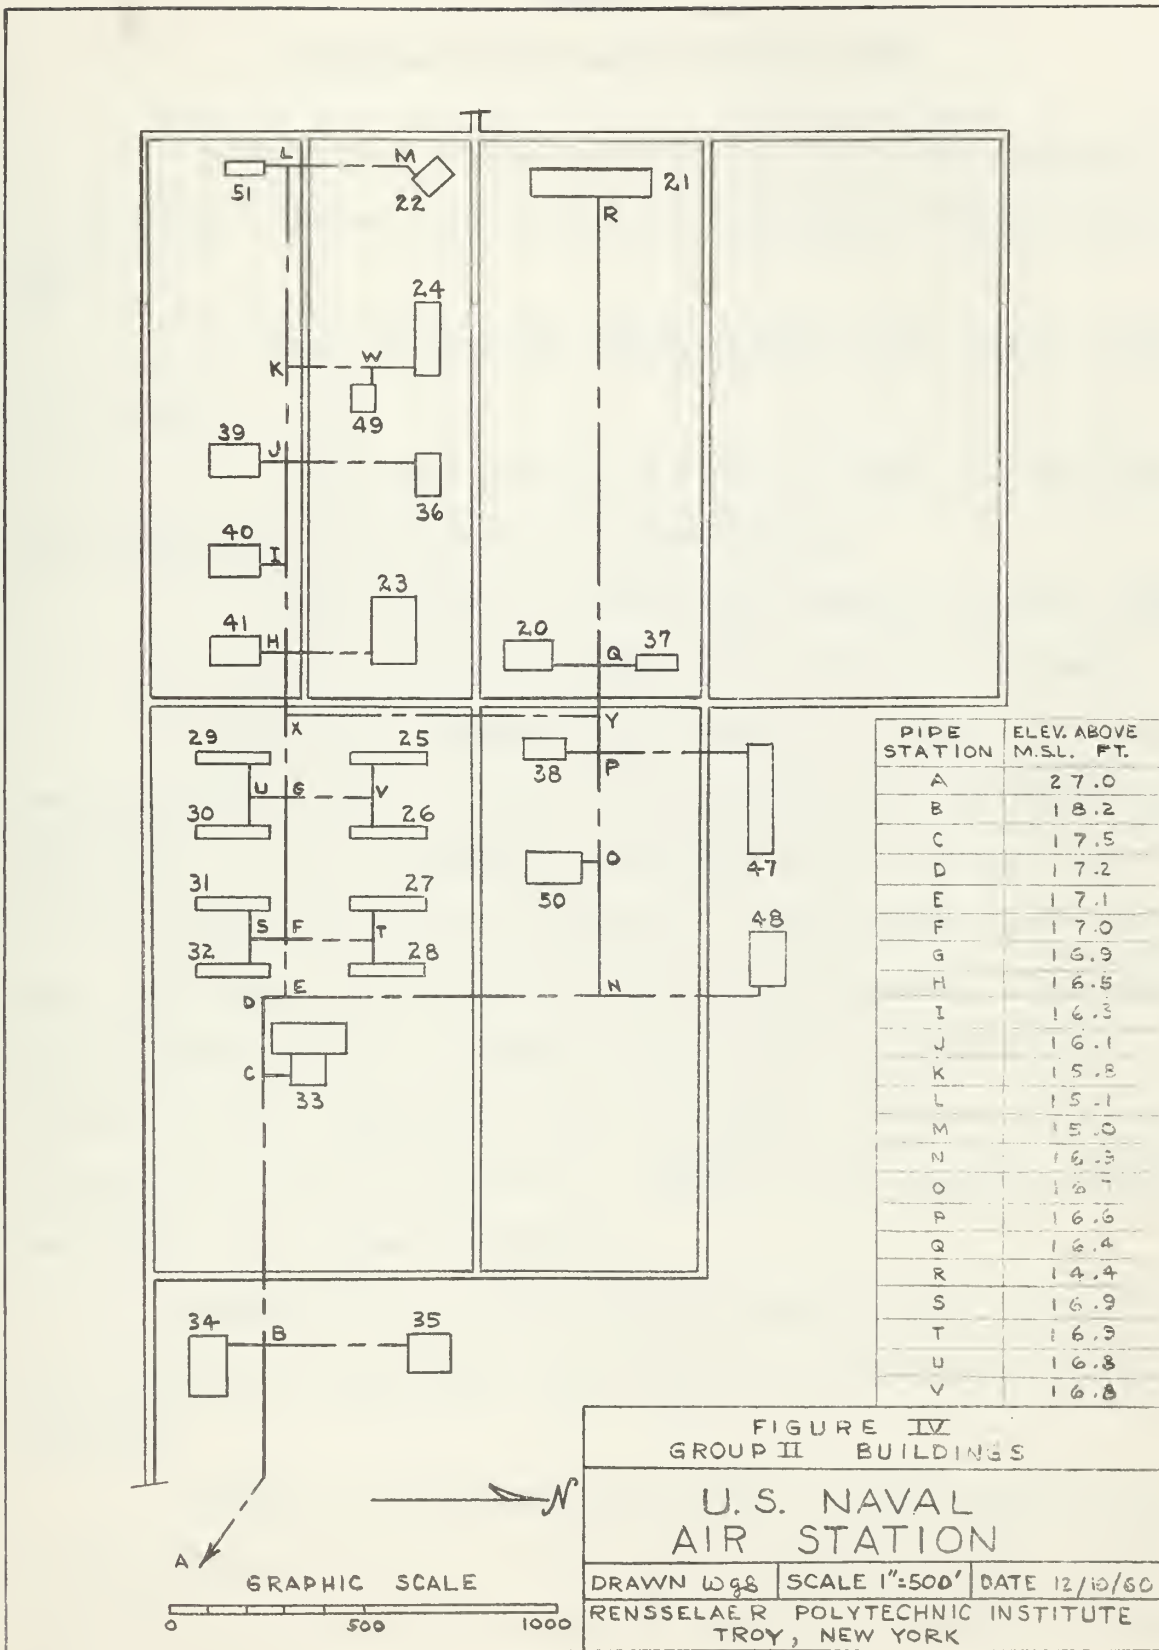 L
M
51
22
21
R
24
K
W
49
39
J
36
40
I
23
41
H
20
Q
37
X
Y
29
25
38
P
U
G
V
30
26
47
O
31
27
50
48
S
F
T
32
28
D
E
N
C
33
34
B
35
A
N
GRAPHIC SCALE
0 500 1000
PIPE STATION ELEV. ABOVE M.S.L. FT.
A 27.0
B 18.2
C 17.5
D 17.2
E 17.1
F 17.0
G 16.9
H 16.5
I 16.3
J 16.1
K 15.8
L 15.1
M 15.0
N
O
P 16.6
Q 16.4
R 14.4
S 16.9
T 16.9
U 16.8
V 16.8
FIGURE IV
GROUP II BUILDINGS
U.S. NAVAL
AIR STATION
DRAWN wgs SCALE 1"=500' DATE 12/10/60
RENSSELAER POLYTECHNIC INSTITUTE
TROY, NEW YORK